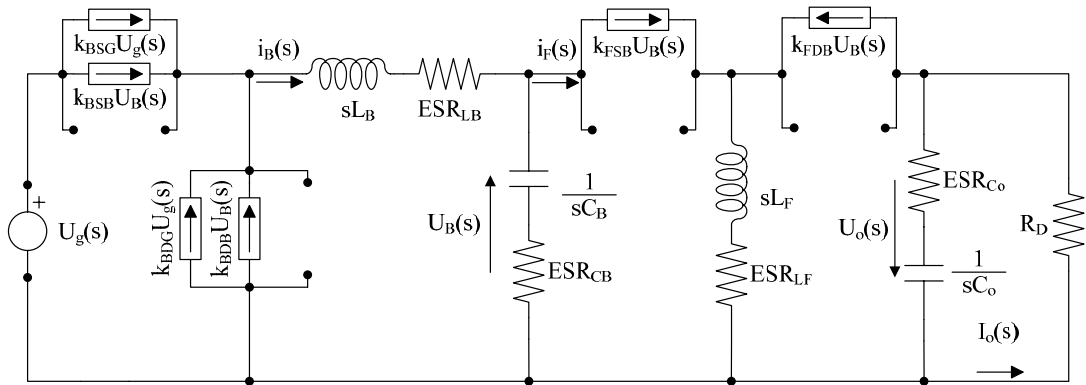 k_BSG U_g(s)
k_BSB U_B(s)
i_B(s)
sL_B
ESR_LB
i_F(s)
k_FSB U_B(s)
k_FDB U_B(s)
+
U_g(s)
k_BDG U_g(s)
k_BDB U_B(s)
U_B(s)
1
sC_B
ESR_CB
sL_F
ESR_LF
ESR_Co
U_o(s)
1
sC_o
R_D
I_o(s)